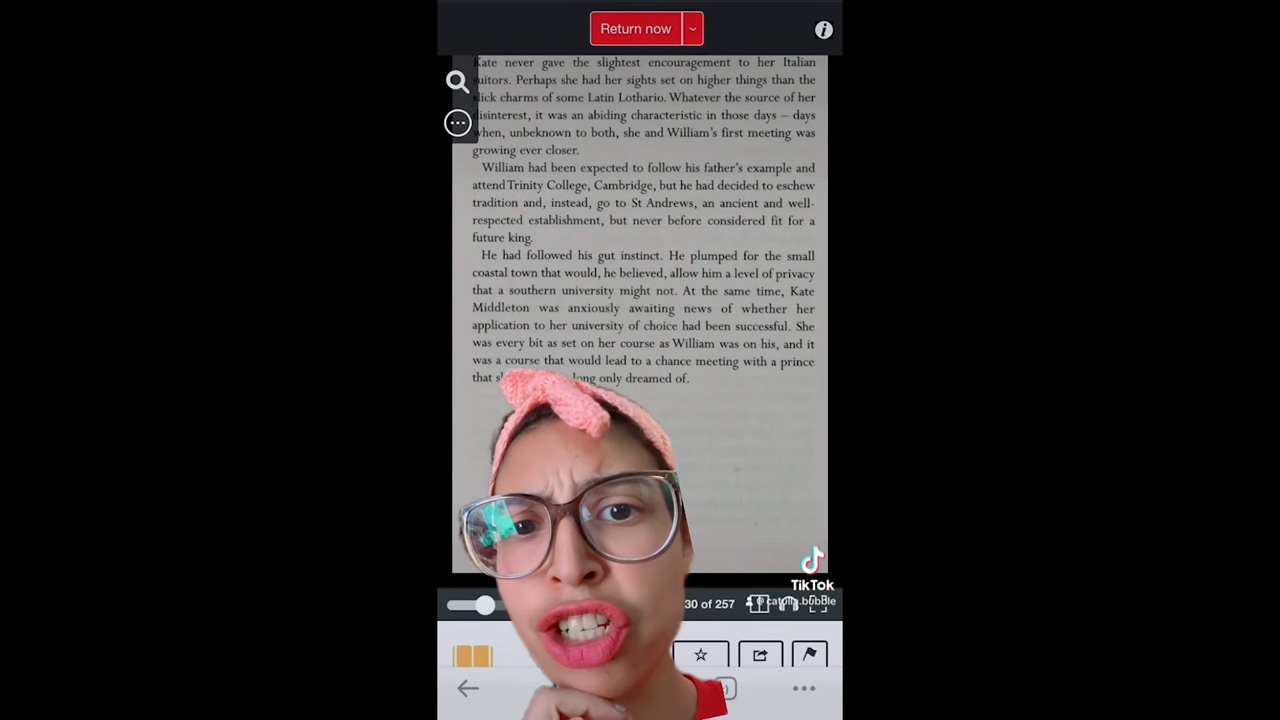 Return now
Kate never gave the slightest encouragement to her Italian
suitors. Perhaps she had her sights set on higher things than the
slick charms of some Latin Lothario. Whatever the source of her
disinterest, it was an abiding characteristic in those days – days
when, unbeknown to both, she and William's first meeting was
growing ever closer.
William had been expected to follow his father's example and
attend Trinity College, Cambridge, but he had decided to eschew
tradition and, instead, go to St Andrews, an ancient and well-
respected establishment, but never before considered fit for a
future king.
He had followed his gut instinct. He plumped for the small
coastal town that would, he believed, allow him a level of privacy
that a southern university might not. At the same time, Kate
Middleton was anxiously awaiting news of whether her
application to her university of choice had been successful. She
was every bit as set on her course as William was on his, and it
was a course that would lead to a chance meeting with a prince
that long only dreamed of.
TikTok
30 of 257